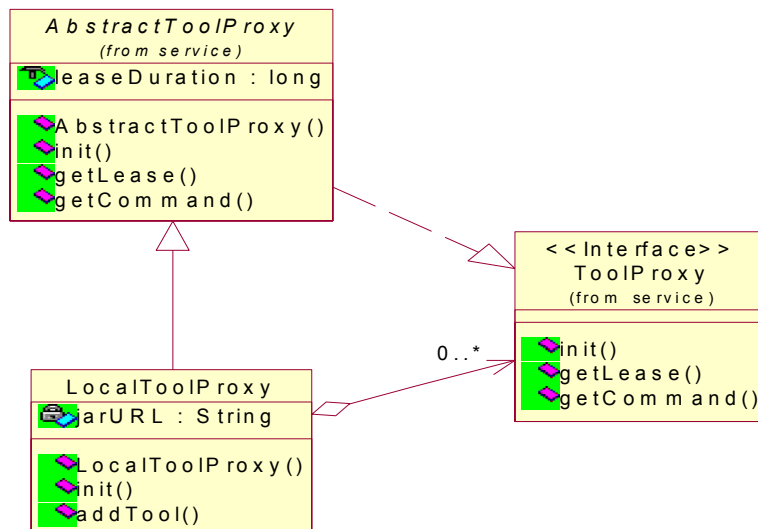 AbstractToolProxy
(from service)
leaseDuration : long
AbstractToolProxy()
init()
getLease()
getCommand()
<<Interface>>
ToolProxy
(from service)
init()
getLease()
getCommand()
0..*
LocalToolProxy
jarURL : String
LocalToolProxy()
init()
addTool()